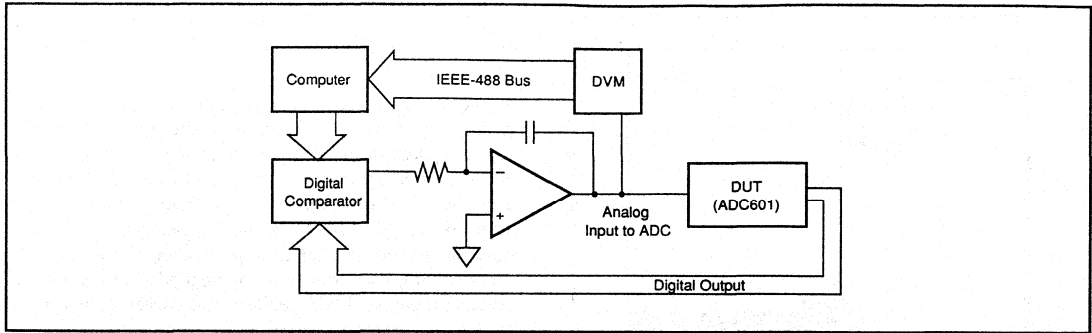 Computer
IEEE-488 Bus
DVM
Digital
Comparator
−
+
Analog
Input to ADC
DUT
(ADC601)
Digital Output